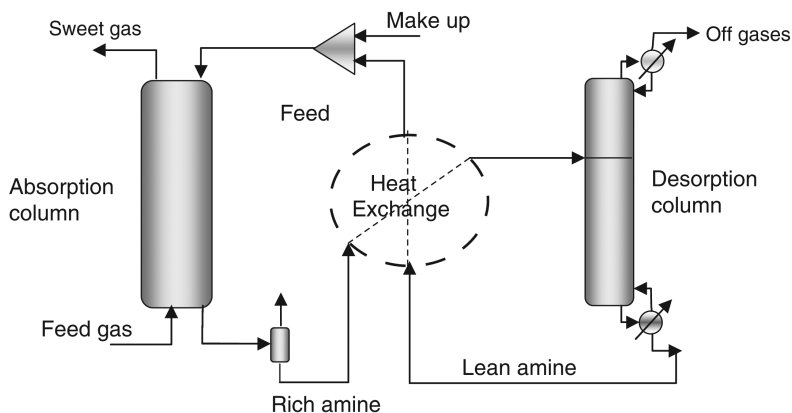 Make up
Sweet gas
Off gases
Feed
Heat
Exchange
Absorption
column
Desorption
column
Feed gas
Lean amine
Rich amine